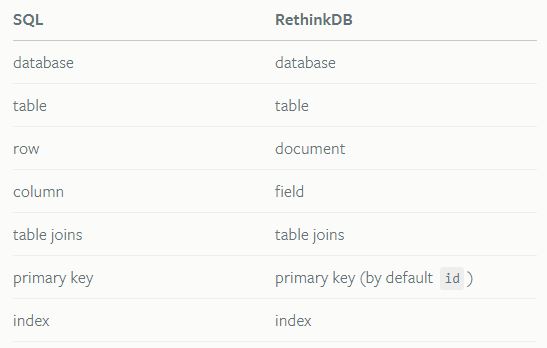 SQL RethinkDB
database database
table table
row document
column field
table joins table joins
primary key primary key (by default id)
index index